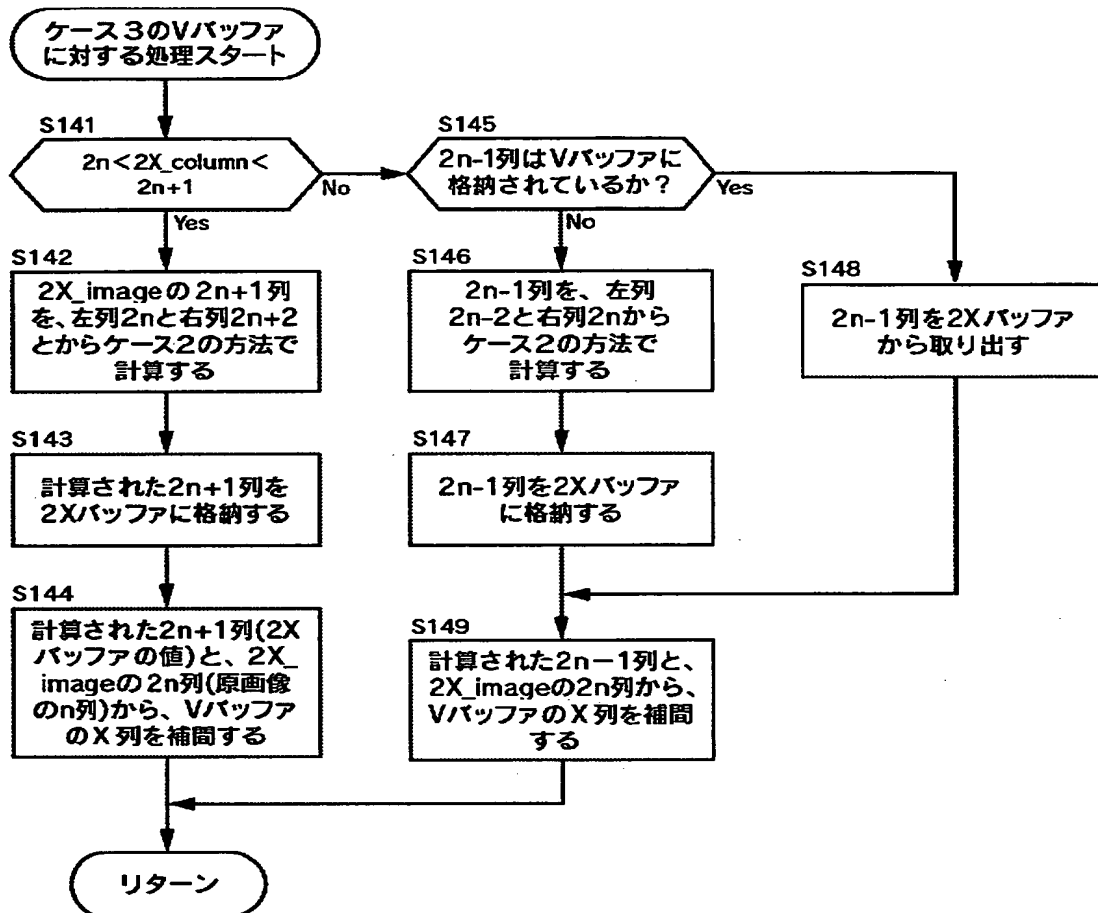 ケース3のVバッファ
に対する処理スタート
S141
2n<2X_column<
2n+1
No
Yes
S145
2n-1列はVバッファに
格納されているか?
Yes
No
S142
2X_imageの2n+1列
を、左列2nと右列2n+2
とからケース2の方法で
計算する
S146
2n-1列を、左列
2n-2と右列2nから
ケース2の方法で
計算する
S148
2n-1列を2Xバッファ
から取り出す
S143
計算された2n+1列を
2Xバッファに格納する
S147
2n-1列を2Xバッファ
に格納する
S144
計算された2n+1列(2X
バッファの値)と、2X_
imageの2n列(原画像
のn列)から、Vバッファ
のX列を補間する
S149
計算された2n-1列と、
2X_imageの2n列から、
VバッファのX列を補間
する
リターン